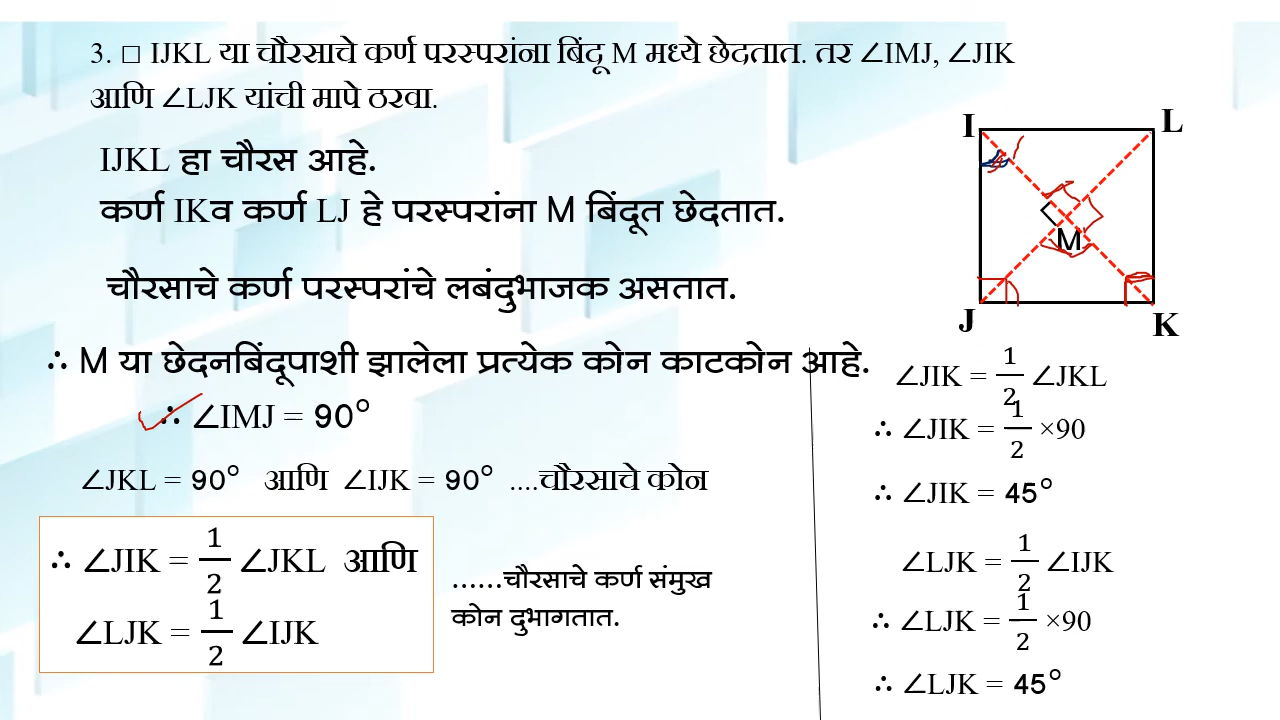 3. □ IJKL या चौरसाचे कर्ण परस्परांना बिंदू M मध्ये छेदतात. तर ∠IMJ, ∠JIK
आणि ∠LJK यांची मापे ठरवा.
IJKL हा चौरस आहे.
कर्ण IKव कर्ण LJ हे परस्परांना M बिंदूत छेदतात.
चौरसाचे कर्ण परस्परांचे लबंदुभाजक असतात.
∴ M या छेदनबिंदूपाशी झालेला प्रत्येक कोन काटकोन आहे.
∴ ∠IMJ = 90°
∠JKL = 90° आणि ∠IJK = 90° ....चौरसाचे कोन
∴ ∠JIK = 1/2 ∠JKL आणि
∠LJK = 1/2 ∠IJK
......चौरसाचे कर्ण संमुख
कोन दुभागतात.
I
L
M
J
K
∠JIK = 1/2 ∠JKL
∴ ∠JIK = 1/2 ×90
∴ ∠JIK = 45°
∠LJK = 1/2 ∠IJK
∴ ∠LJK = 1/2 ×90
∴ ∠LJK = 45°